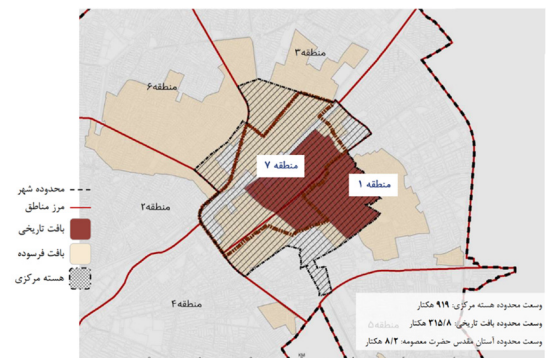 منطقه۳
منطقه۶
منطقه ۷
منطقه ۱
منطقه۲
منطقه۴
منطقه۵
محدوده شهر
مرز مناطق
بافت تاریخی
بافت فرسوده
هسته مرکزی
وسعت محدوده هسته مرکزی: ۹۱۹ هکتار
وسعت محدوده بافت تاریخی: ۳۱۵/۸ هکتار
وسعت محدوده آستان مقدس حضرت معصومه: ۸/۲ هکتار